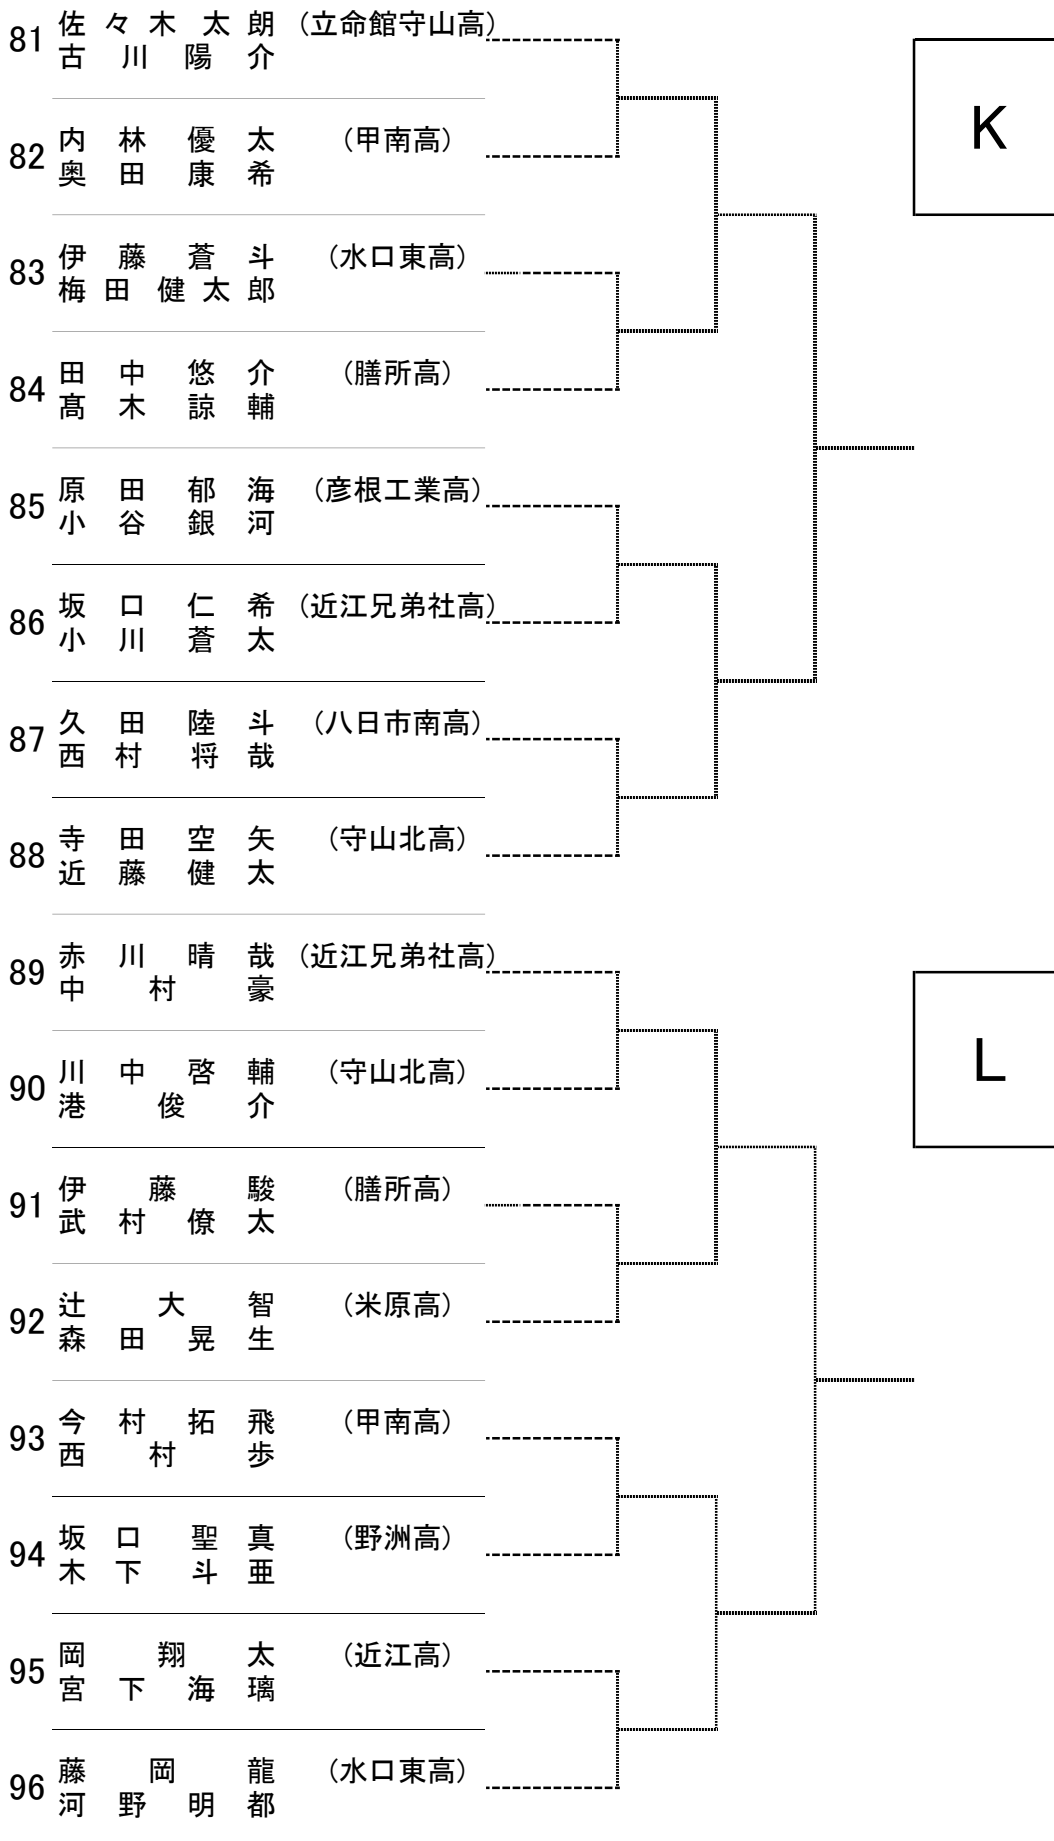 81 佐々木太朗 (立命館守山高)
古川陽介
K
82 内林優太 (甲南高)
奥田康希
83 伊藤蒼斗 (水口東高)
梅田健太郎
84 田中悠介 (膳所高)
髙木諒輔
85 原田郁海 (彦根工業高)
小谷銀河
86 坂口仁希 (近江兄弟社高)
小川蒼太
87 久田陸斗 (八日市南高)
西村将哉
88 寺田空矢 (守山北高)
近藤健太
89 赤川晴哉 (近江兄弟社高)
中村豪
L
90 川中啓輔 (守山北高)
港俊介
91 伊藤駿 (膳所高)
武村僚太
92 辻大智 (米原高)
森田晃生
93 今村拓飛 (甲南高)
西村歩
94 坂口聖真 (野洲高)
木下斗亜
95 岡翔太 (近江高)
宮下海璃
96 藤岡龍 (水口東高)
河野明都